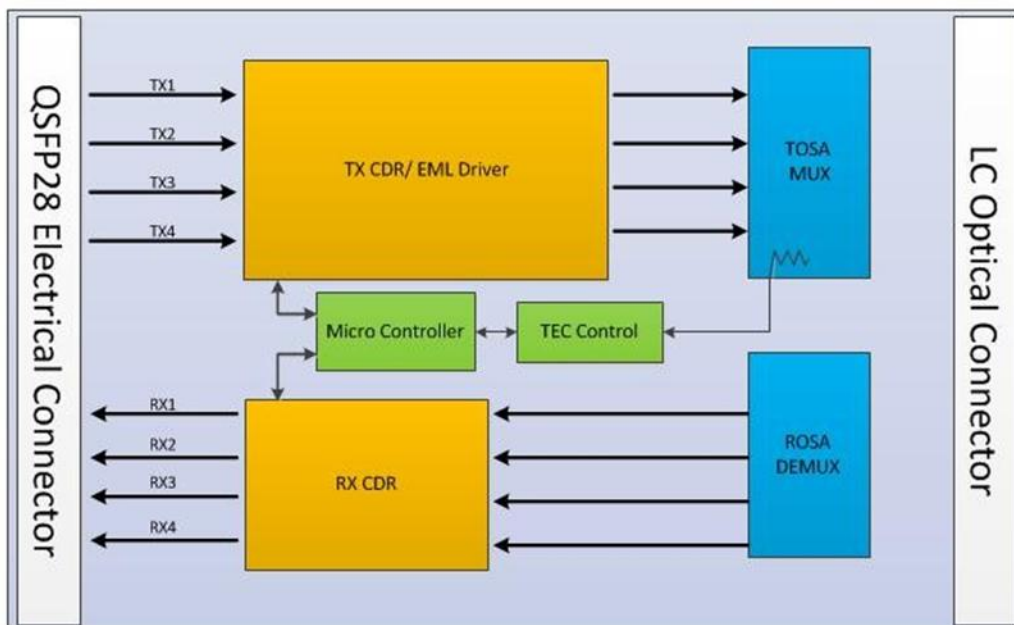 QSFP28 Electrical Connector
TX1
TX2
TX3
TX4
TX CDR/ EML Driver
TOSA
MUX
LC Optical Connector
Micro Controller
TEC Control
RX1
RX2
RX3
RX4
RX CDR
ROSA
DEMUX